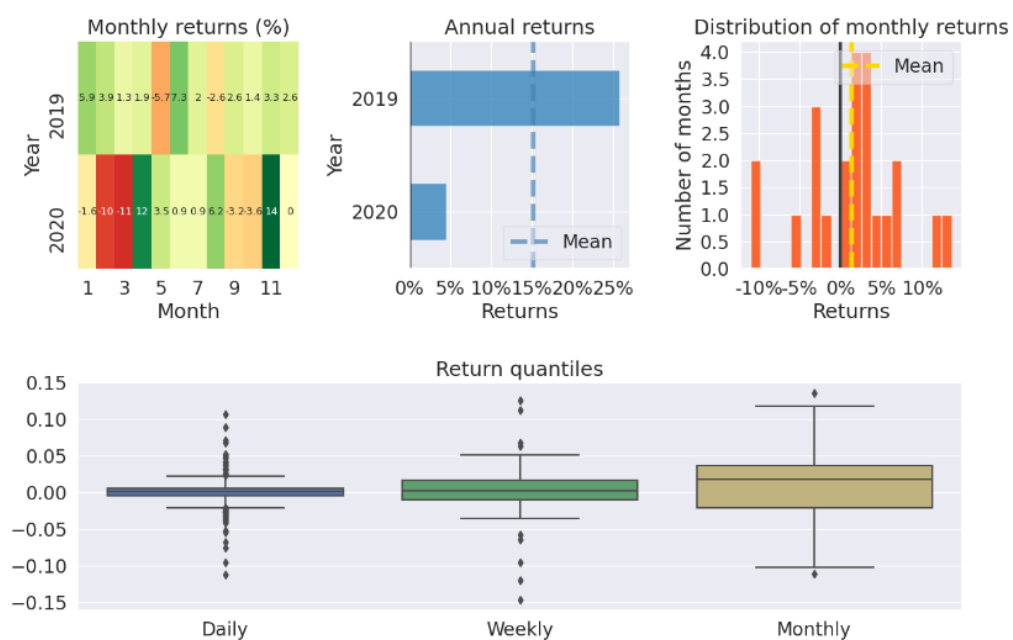 Monthly returns (%)
Year
2019
5.9 3.9 1.3 1.9 -5.7 7.3 2 -2.6 2.6 1.4 3.3 2.6
2020
-1.6 -10 -11 12 3.5 0.9 0.9 6.2 -3.2 -3.6 14 0
1 3 5 7 9 11
Month
Annual returns
Year
2019
2020
Mean
0% 5% 10% 15% 20% 25%
Returns
Distribution of monthly returns
Number of months
4.0
3.5
3.0
2.5
2.0
1.5
1.0
0.5
0.0
Mean
-10% -5% 0% 5% 10%
Returns
Return quantiles
0.15
0.10
0.05
0.00
−0.05
−0.10
−0.15
Daily Weekly Monthly